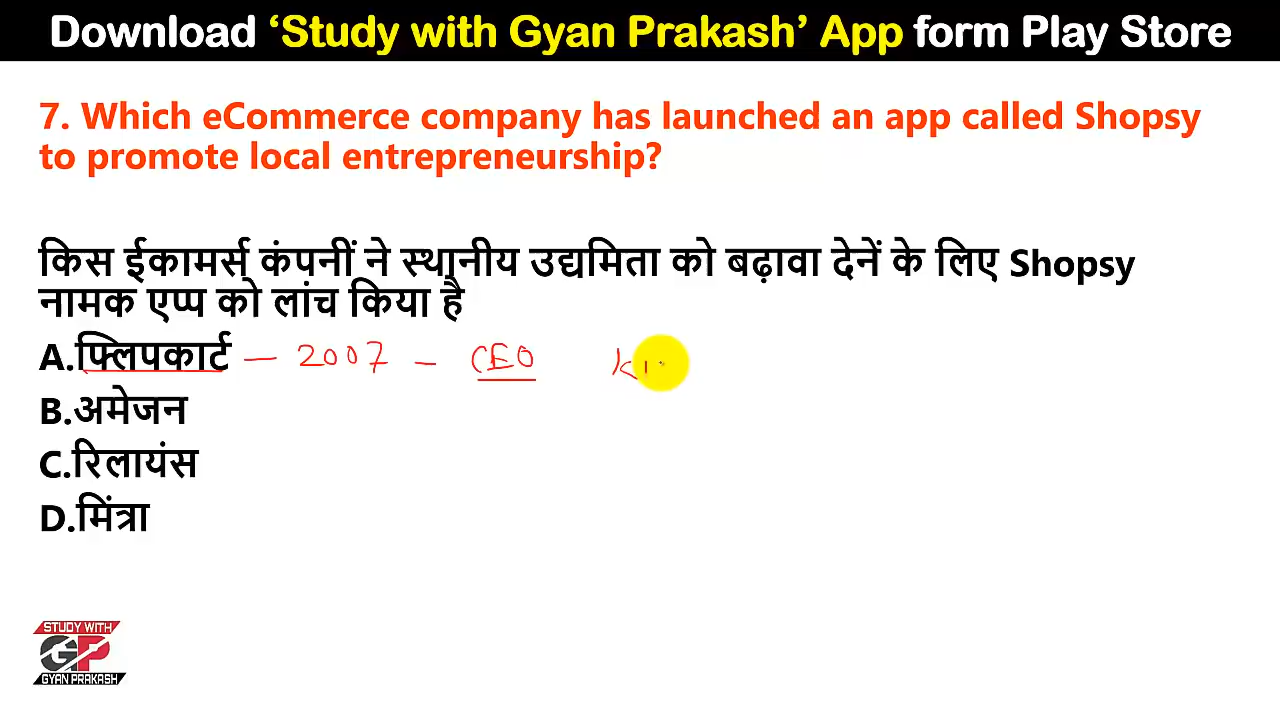 Download ‘Study with Gyan Prakash’ App form Play Store
7. Which eCommerce company has launched an app called Shopsy
to promote local entrepreneurship?
किस ईकामर्स कंपनीं ने स्थानीय उद्यमिता को बढ़ावा देनें के लिए Shopsy
नामक एप्प को लांच किया है
A.फ्लिपकार्ट — 2007 - CEO
B.अमेजन
C.रिलायंस
D.मिंत्रा
STUDY WITH
GP
GYAN PRAKASH